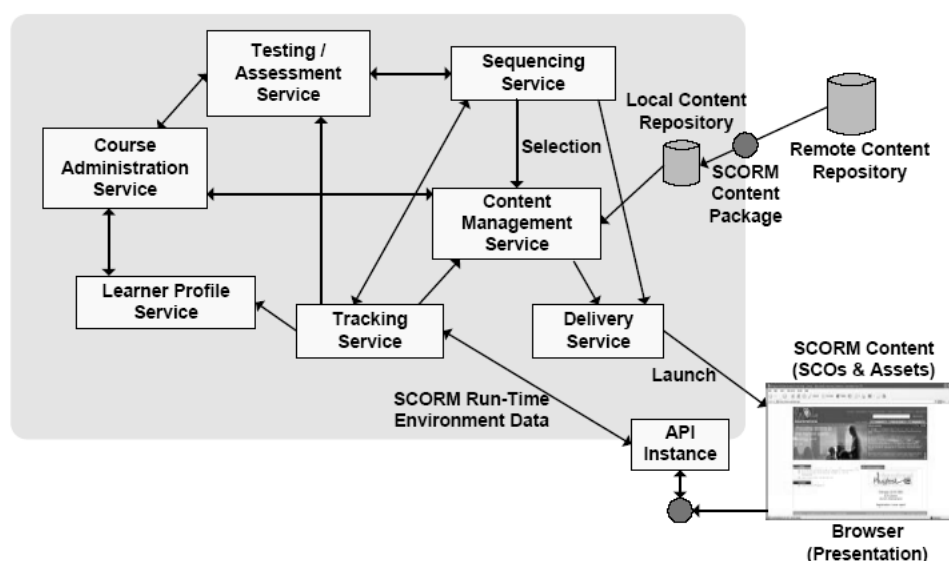 Testing /
Assessment
Service
Sequencing
Service
Local Content
Repository
Remote Content
Repository
SCORM
Content
Package
Course
Administration
Service
Selection
Content
Management
Service
Learner Profile
Service
Tracking
Service
Delivery
Service
SCORM Content
(SCOs & Assets)
Launch
SCORM Run-Time
Environment Data
API
Instance
Browser
(Presentation)